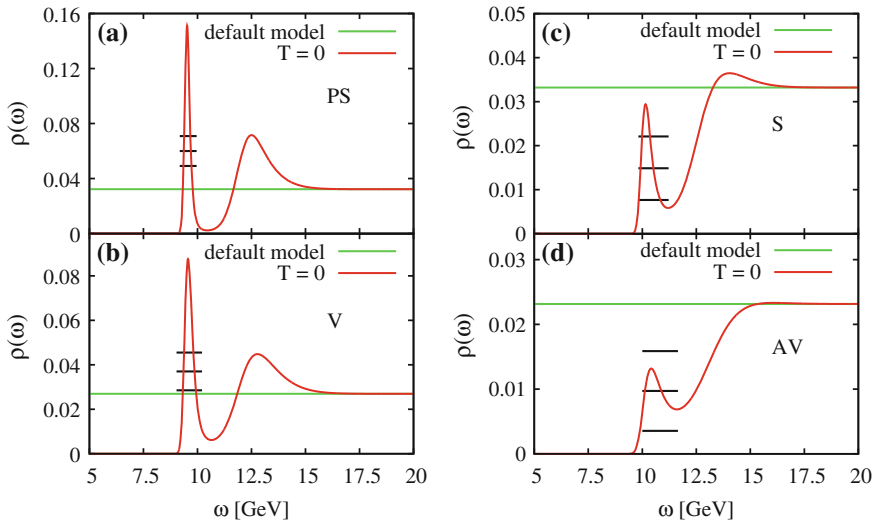 (a)
default model
T = 0
PS
ρ(ω)
0.16
0.12
0.08
0.04
0
(b)
default model
T = 0
V
ρ(ω)
0.08
0.06
0.04
0.02
0
5
7.5
10
12.5
15
17.5
20
ω [GeV]
(c)
default model
T = 0
S
ρ(ω)
0.05
0.04
0.03
0.02
0.01
0
(d)
default model
T = 0
AV
ρ(ω)
0.03
0.02
0.01
0
5
7.5
10
12.5
15
17.5
20
ω [GeV]